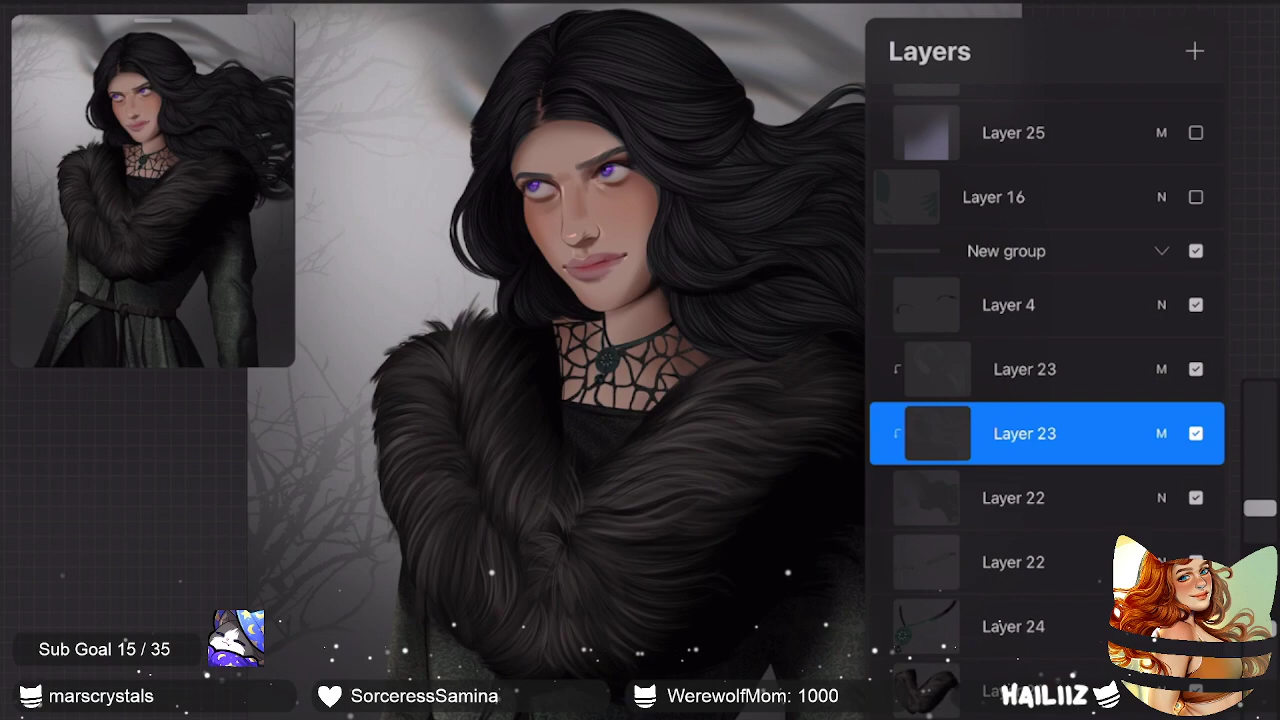 Layers
Layer 25 M
Layer 16 N
New group
Layer 4 N
Layer 23 M
Layer 23 M
Layer 22 N
Layer 22
Layer 24
Sub Goal 15 / 35
marscrystals
SorceressSamina
WerewolfMom: 1000
HAILIIZ